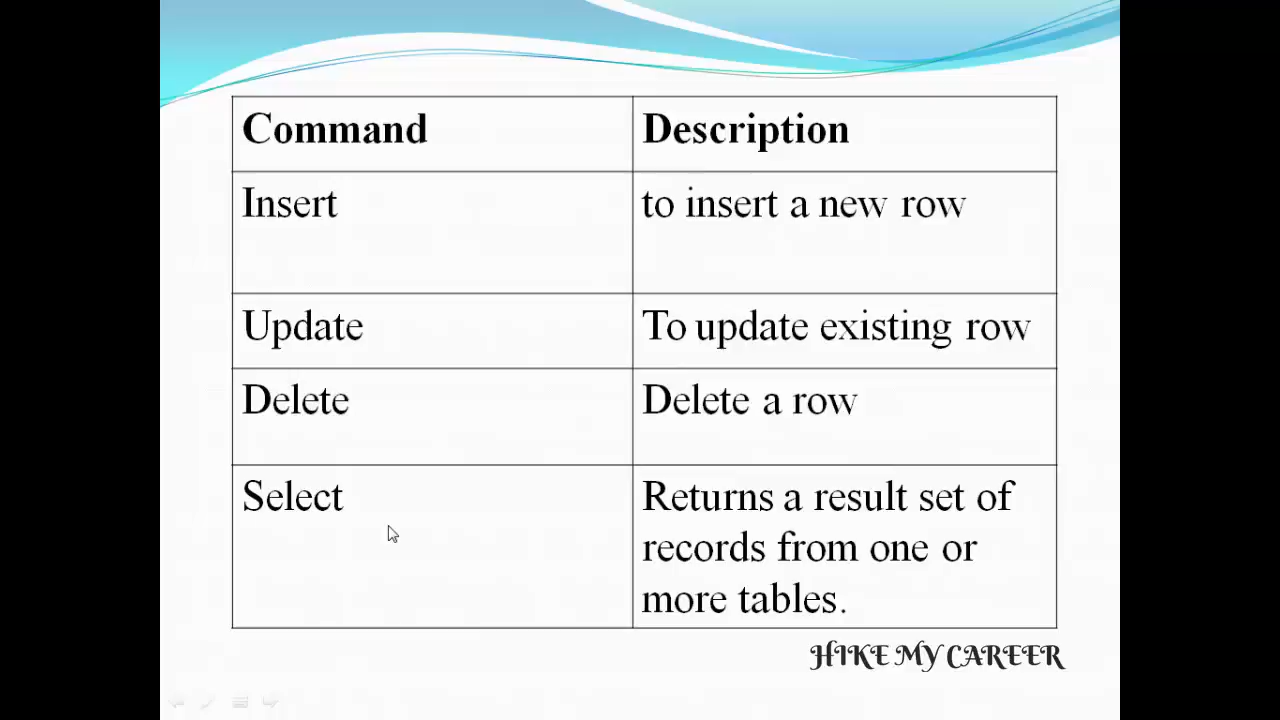 Command Description
Insert to insert a new row
Update To update existing row
Delete Delete a row
Select Returns a result set of
records from one or
more tables.
HIKE MY CAREER